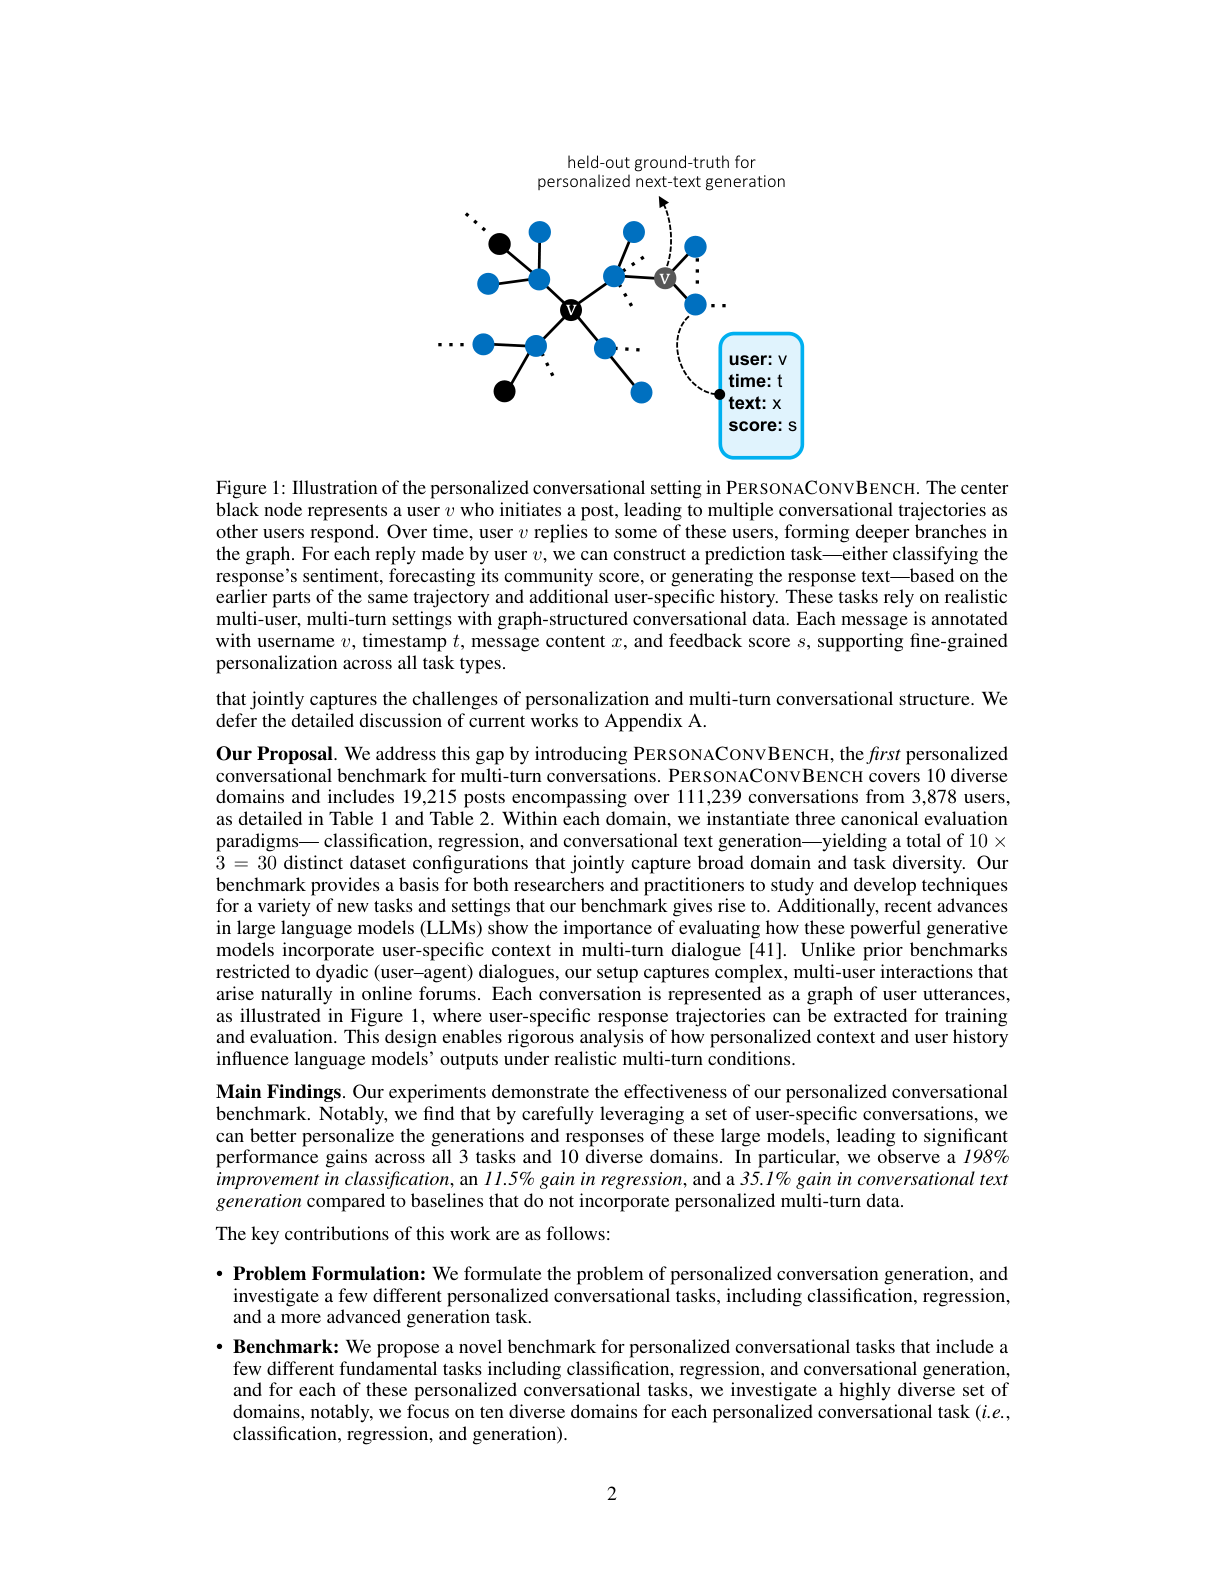 held-out ground-truth for
personalized next-text generation
V
V
user: v
time: t
text: x
score: s
Figure 1: Illustration of the personalized conversational setting in PERSONACONVBENCH. The center
black node represents a user v who initiates a post, leading to multiple conversational trajectories as
other users respond. Over time, user v replies to some of these users, forming deeper branches in
the graph. For each reply made by user v, we can construct a prediction task—either classifying the
response's sentiment, forecasting its community score, or generating the response text—based on the
earlier parts of the same trajectory and additional user-specific history. These tasks rely on realistic
multi-user, multi-turn settings with graph-structured conversational data. Each message is annotated
with username v, timestamp t, message content x, and feedback score s, supporting fine-grained
personalization across all task types.
that jointly captures the challenges of personalization and multi-turn conversational structure. We
defer the detailed discussion of current works to Appendix A.
Our Proposal. We address this gap by introducing PERSONACONVBENCH, the first personalized
conversational benchmark for multi-turn conversations. PERSONACONVBENCH covers 10 diverse
domains and includes 19,215 posts encompassing over 111,239 conversations from 3,878 users,
as detailed in Table 1 and Table 2. Within each domain, we instantiate three canonical evaluation
paradigms— classification, regression, and conversational text generation—yielding a total of 10 ×
3 = 30 distinct dataset configurations that jointly capture broad domain and task diversity. Our
benchmark provides a basis for both researchers and practitioners to study and develop techniques
for a variety of new tasks and settings that our benchmark gives rise to. Additionally, recent advances
in large language models (LLMs) show the importance of evaluating how these powerful generative
models incorporate user-specific context in multi-turn dialogue [41]. Unlike prior benchmarks
restricted to dyadic (user–agent) dialogues, our setup captures complex, multi-user interactions that
arise naturally in online forums. Each conversation is represented as a graph of user utterances,
as illustrated in Figure 1, where user-specific response trajectories can be extracted for training
and evaluation. This design enables rigorous analysis of how personalized context and user history
influence language models' outputs under realistic multi-turn conditions.
Main Findings. Our experiments demonstrate the effectiveness of our personalized conversational
benchmark. Notably, we find that by carefully leveraging a set of user-specific conversations, we
can better personalize the generations and responses of these large models, leading to significant
performance gains across all 3 tasks and 10 diverse domains. In particular, we observe a 198%
improvement in classification, an 11.5% gain in regression, and a 35.1% gain in conversational text
generation compared to baselines that do not incorporate personalized multi-turn data.
The key contributions of this work are as follows:
• Problem Formulation: We formulate the problem of personalized conversation generation, and
investigate a few different personalized conversational tasks, including classification, regression,
and a more advanced generation task.
• Benchmark: We propose a novel benchmark for personalized conversational tasks that include a
few different fundamental tasks including classification, regression, and conversational generation,
and for each of these personalized conversational tasks, we investigate a highly diverse set of
domains, notably, we focus on ten diverse domains for each personalized conversational task (i.e.,
classification, regression, and generation).
2